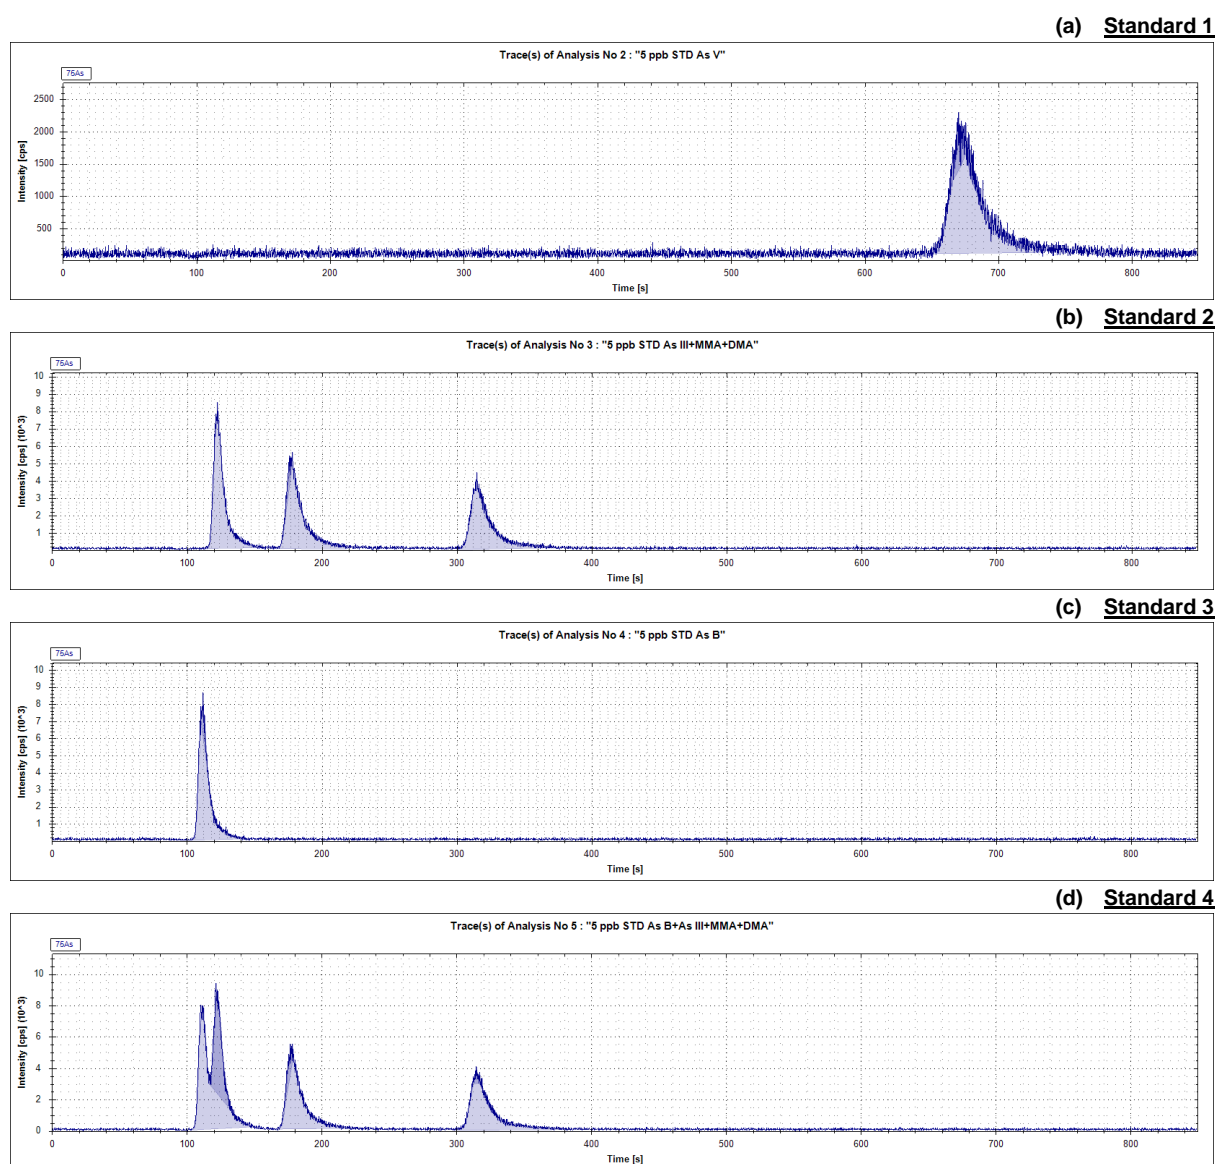 (a) Standard 1
Trace(s) of Analysis No 2 : "5 ppb STD As V"
75As
2500
2000
1500
1000
500
Intensity [cps]
0 100 200 300 400 500 600 700 800
Time [s]
(b) Standard 2
Trace(s) of Analysis No 3 : "5 ppb STD As III+MMA+DMA"
75As
10
9
8
7
6
5
4
3
2
1
Intensity [cps] (10^3)
0 100 200 300 400 500 600 700 800
Time [s]
(c) Standard 3
Trace(s) of Analysis No 4 : "5 ppb STD As B"
75As
10
9
8
7
6
5
4
3
2
1
Intensity [cps] (10^3)
0 100 200 300 400 500 600 700 800
Time [s]
(d) Standard 4
Trace(s) of Analysis No 5 : "5 ppb STD As B+As III+MMA+DMA"
75As
10
8
6
4
2
0
Intensity [cps] (10^3)
0 100 200 300 400 500 600 700 800
Time [s]